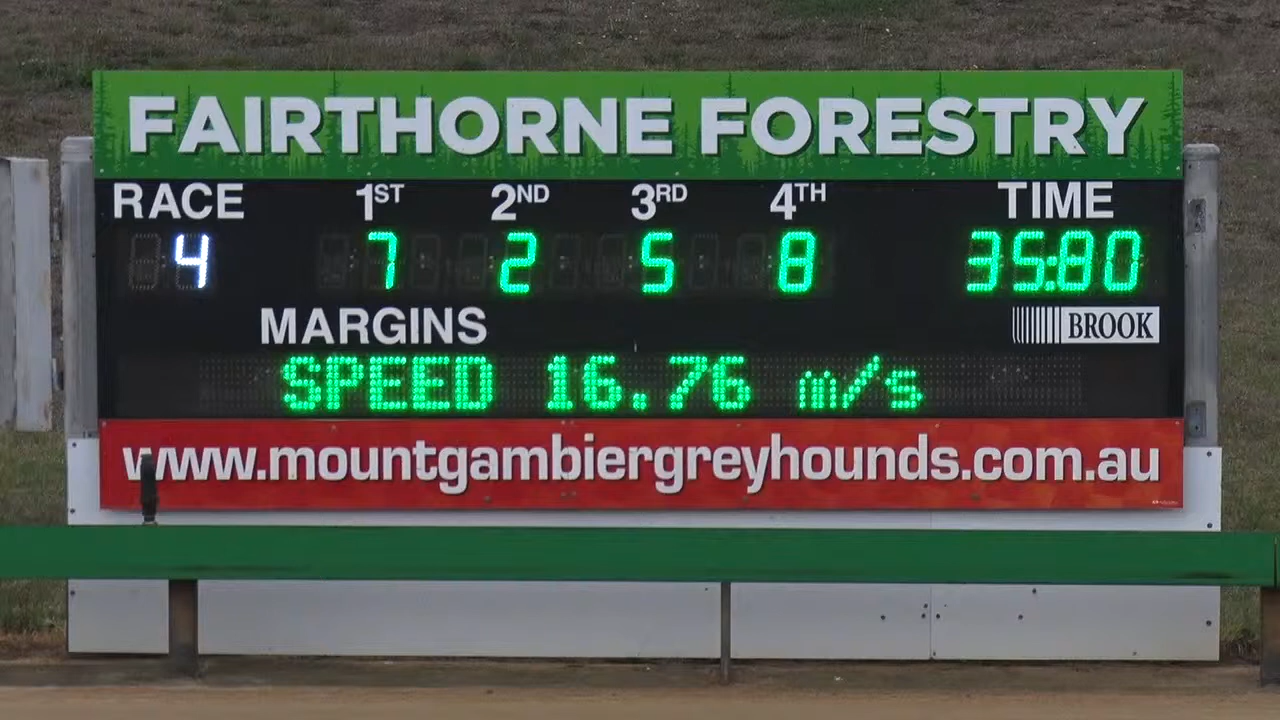 FAIRTHORNE FORESTRY
RACE 1ST 2ND 3RD 4TH TIME
4 7 2 5 8 35:80
MARGINS BROOK
SPEED 16.76 m/s
www.mountgambiergreyhounds.com.au